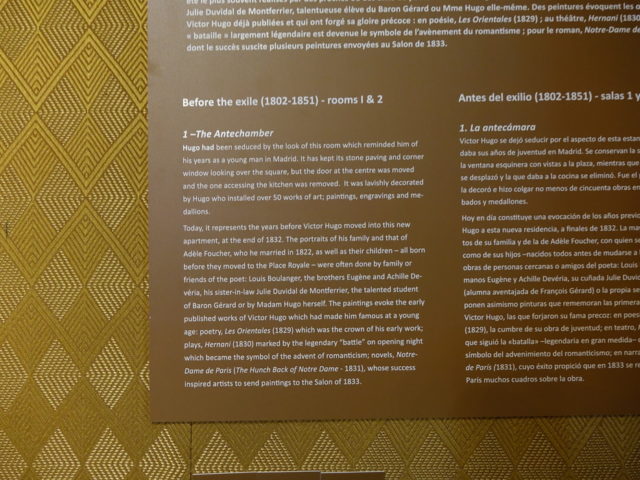 Julie Duvidal de Montferrier, talentueuse élève du Baron Gérard ou Mme Hugo elle-même. Des peintures évoquent les
Victor Hugo déjà publiées et qui ont forgé sa gloire précoce : en poésie, Les Orientales (1829) ; au théâtre, Hernani (1830
« bataille » largement légendaire est devenue le symbole de l'avènement du romantisme ; pour le roman, Notre-Dame de
dont le succès suscite plusieurs peintures envoyées au Salon de 1833.
Before the exile (1802-1851) - rooms I & 2
1 –The Antechamber
Hugo had been seduced by the look of this room which reminded him of
his years as a young man in Madrid. It has kept its stone paving and corner
window looking over the square, but the door at the centre was moved
and the one accessing the kitchen was removed. It was lavishly decorated
by Hugo who installed over 50 works of art; paintings, engravings and me-
dallions.
Today, it represents the years before Victor Hugo moved into this new
apartment, at the end of 1832. The portraits of his family and that of
Adèle Foucher, who he married in 1822, as well as their children – all born
before they moved to the Place Royale – were often done by family or
friends of the poet: Louis Boulanger, the brothers Eugène and Achille De-
véria, his sister-in-law Julie Duvidal de Montferrier, the talented student
of Baron Gérard or by Madam Hugo herself. The paintings evoke the early
published works of Victor Hugo which had made him famous at a young
age: poetry, Les Orientales (1829) which was the crown of his early work;
plays, Hernani (1830) marked by the legendary "battle" on opening night
which became the symbol of the advent of romanticism; novels, Notre-
Dame de Paris (The Hunch Back of Notre Dame - 1831), whose success
inspired artists to send paintings to the Salon of 1833.
Antes del exilio (1802-1851) - salas 1 y
1. La antecámara
Victor Hugo se dejó seducir por el aspecto de esta estan
daba sus años de juventud en Madrid. Se conservan la s
la ventana esquinera con vistas a la plaza, mientras que
se desplazó y la que daba a la cocina se eliminó. Fue el p
la decoró e hizo colgar no menos de cincuenta obras en
bados y medallones.
Hoy en día constituye una evocación de los años previo
Hugo a esta nueva residencia, a finales de 1832. La ma
tos de su familia y de la de Adèle Foucher, con quien se
como de sus hijos –nacidos todos antes de mudarse a l
obras de personas cercanas o amigos del poeta: Louis
manos Eugène y Achille Devéria, su cuñada Julie Duvi
(alumna aventajada de François Gérard) o la propia se
ponen asimismo pinturas que rememoran las primera
Victor Hugo, las que forjaron su fama precoz: en poes
(1829), la cumbre de su obra de juventud; en teatro, H
que siguió la «batalla» –legendaria en gran medida– c
símbolo del advenimiento del romanticismo; en narra
de París (1831), cuyo éxito propició que en 1833 se re
París muchos cuadros sobre la obra.